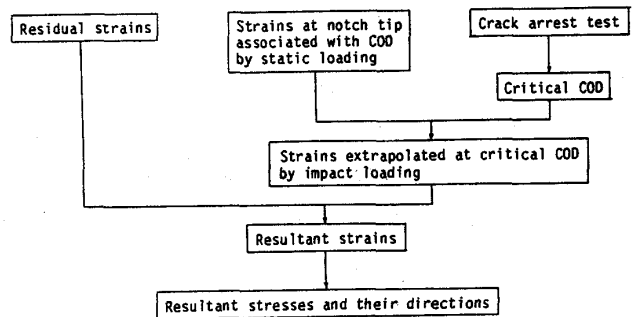 Residual strains
Strains at notch tip
associated with COD
by static loading
Crack arrest test
Critical COD
Strains extrapolated at critical COD
by impact loading
Resultant strains
Resultant stresses and their directions